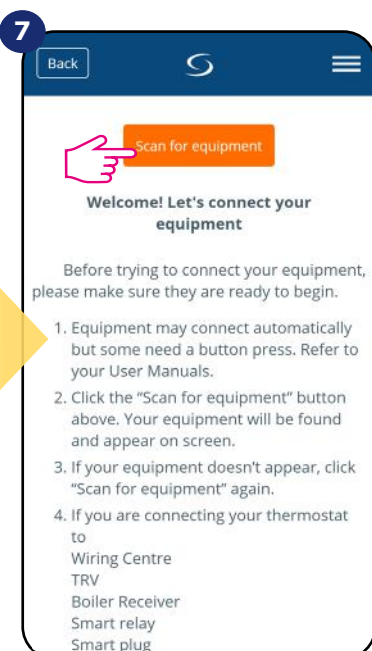 7
Back
Scan for equipment
Welcome! Let's connect your
equipment
Before trying to connect your equipment,
please make sure they are ready to begin.
1. Equipment may connect automatically
but some need a button press. Refer to
your User Manuals.
2. Click the “Scan for equipment” button
above. Your equipment will be found
and appear on screen.
3. If your equipment doesn't appear, click
“Scan for equipment” again.
4. If you are connecting your thermostat
to
Wiring Centre
TRV
Boiler Receiver
Smart relay
Smart plug